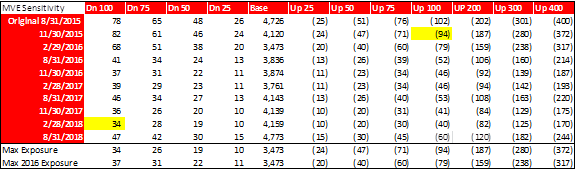 MVE Sensitivity Dn 100 Dn 75 Dn 50 Dn 25 Base Up 25 Up 50 Up 75 Up 100 UP 200 Up 300 Up 400
Original 8/31/2015 78 65 48 26 4,726 (25) (51) (76) (102) (202) (301) (400)
11/30/2015 82 61 46 24 4,120 (24) (47) (71) (94) (187) (280) (372)
2/29/2016 68 51 38 20 3,473 (20) (40) (60) (79) (159) (238) (317)
8/31/2016 41 34 24 13 3,836 (13) (26) (39) (52) (106) (160) (214)
11/30/2016 37 31 22 11 3,874 (11) (23) (34) (46) (92) (139) (187)
2/28/2017 39 29 23 11 3,761 (11) (23) (34) (46) (94) (142) (193)
8/31/2017 46 34 27 13 4,143 (13) (26) (40) (53) (108) (163) (220)
11/30/2017 36 26 20 10 4,139 (10) (20) (31) (41) (84) (129) (175)
2/28/2018 34 28 19 10 4,159 (10) (20) (30) (40) (82) (125) (170)
8/31/2018 47 42 30 15 4,773 (15) (30) (45) (60) (120) (182) (244)
Max Exposure 34 26 19 10 3,473 (24) (47) (71) (94) (187) (280) (372)
Max 2016 Exposure 37 31 22 11 3,473 (20) (40) (60) (79) (159) (238) (317)